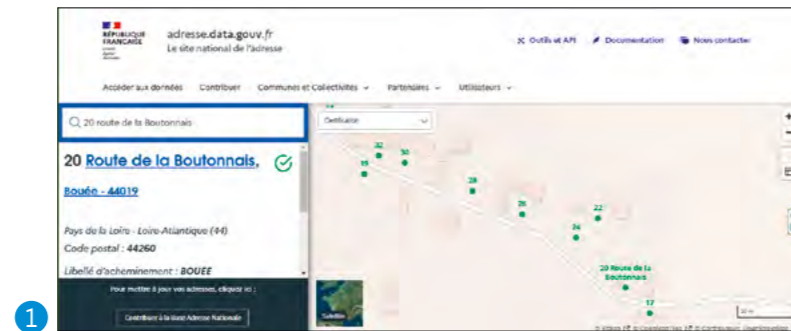 RÉPUBLIQUE
FRANÇAISE
adresse.data.gouv.fr
Le site national de l'adresse
Outils et API
Documentation
Nous contacter
Accéder aux données
Contribuer
Communes et Collectivités
Partenaires
Utilisateurs
20 route de la Boutonnais
20 Route de la Boutonnais,
Bouée - 44019
Pays de la Loire - Loire-Atlantique (44)
Code postal : 44260
Libellé d'acheminement : BOUEE
Pour mettre à jour vos adresses, cliquez ici :
Contribuer à la Base Adresse Nationale
32
30
28
26
22
24
20 Route de la
Boutonnais
17
Satellite
1